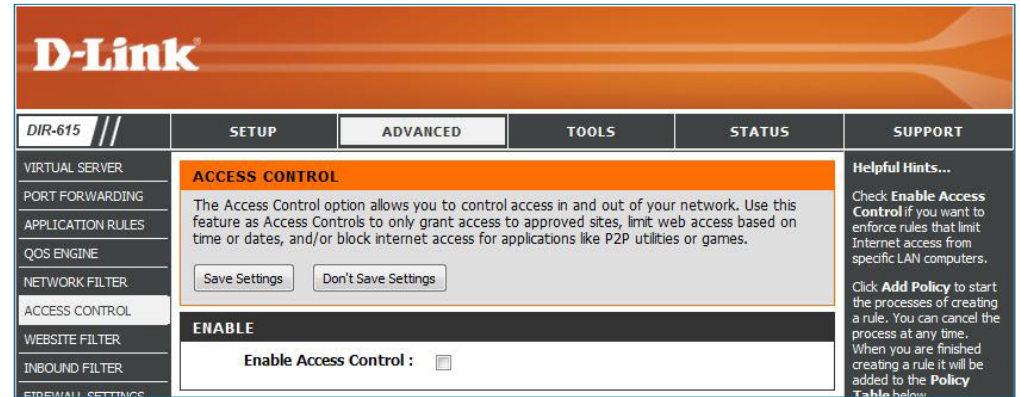 D-Link
DIR-615
SETUP
ADVANCED
TOOLS
STATUS
SUPPORT
VIRTUAL SERVER
PORT FORWARDING
APPLICATION RULES
QOS ENGINE
NETWORK FILTER
ACCESS CONTROL
WEBSITE FILTER
INBOUND FILTER
FIREWALL SETTINGS
ACCESS CONTROL
The Access Control option allows you to control access in and out of your network. Use this
feature as Access Controls to only grant access to approved sites, limit web access based on
time or dates, and/or block internet access for applications like P2P utilities or games.
Save Settings
Don't Save Settings
ENABLE
Enable Access Control :
Helpful Hints...
Check Enable Access
Control if you want to
enforce rules that limit
Internet access from
specific LAN computers.
Click Add Policy to start
the processes of creating
a rule. You can cancel the
process at any time.
When you are finished
creating a rule it will be
added to the Policy
Table below.